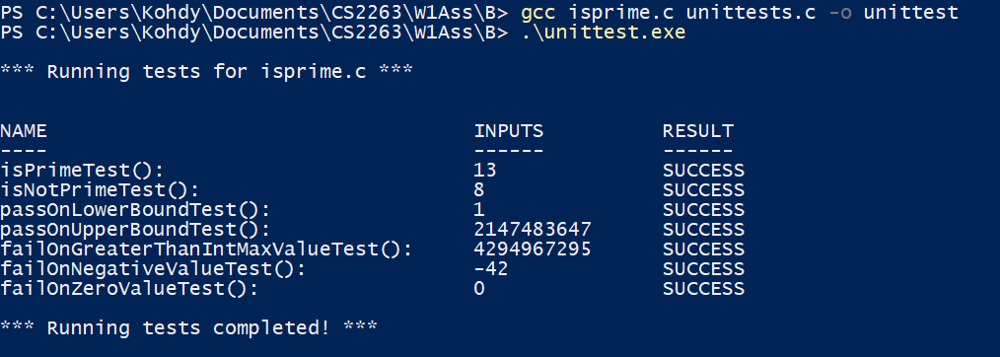 PS C:\Users\Kohdy\Documents\CS2263\W1Ass\B> gcc isprime.c unittests.c -o unittest
PS C:\Users\Kohdy\Documents\CS2263\W1Ass\B> .\unittest.exe
*** Running tests for isprime.c ***
NAME INPUTS RESULT
---- ------ ------
isPrimeTest(): 13 SUCCESS
isNotPrimeTest(): 8 SUCCESS
passOnLowerBoundTest(): 1 SUCCESS
passOnUpperBoundTest(): 2147483647 SUCCESS
failOnGreaterThanIntMaxValueTest(): 4294967295 SUCCESS
failOnNegativeValueTest(): -42 SUCCESS
failOnZeroValueTest(): 0 SUCCESS
*** Running tests completed! ***